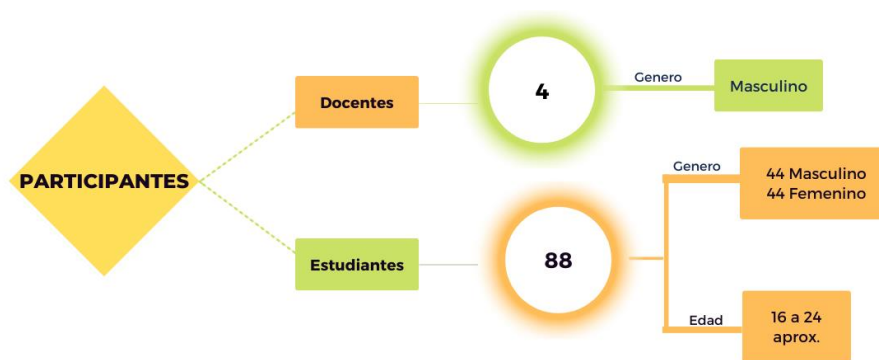 PARTICIPANTES
Docentes
4
Genero
Masculino
Estudiantes
88
Genero
44 Masculino
44 Femenino
Edad
16 a 24
aprox.